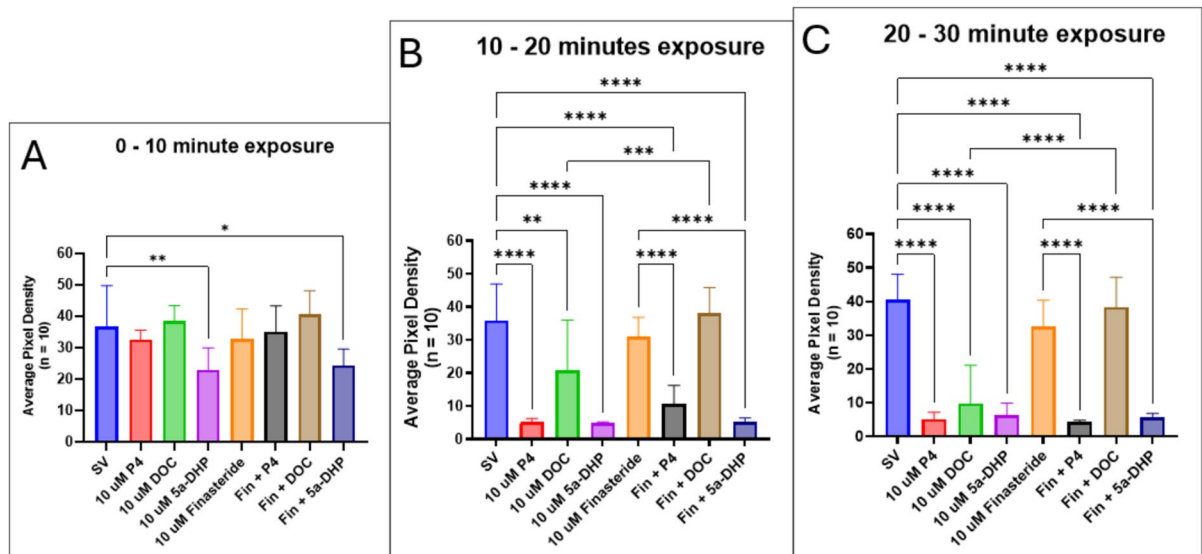 A
0 - 10 minute exposure
*
**
Average Pixel Density
(n = 10)
60
50
40
30
20
10
0
SV
10 uM P4
10 uM DOC
10 uM 5a-DHP
10 uM Finasteride
Fin + P4
Fin + DOC
Fin + 5a-DHP
B
10 - 20 minutes exposure
****
****
***
****
**
****
****
****
Average Pixel Density
(n = 10)
60
50
40
30
20
10
0
SV
10 uM P4
10 uM DOC
10 uM 5a-DHP
10 uM Finasteride
Fin + P4
Fin + DOC
Fin + 5a-DHP
C
20 - 30 minute exposure
****
****
****
****
****
****
****
****
Average Pixel Density
(n = 10)
60
50
40
30
20
10
0
SV
10 uM P4
10 uM DOC
10 uM 5a-DHP
10 uM Finasteride
Fin + P4
Fin + DOC
Fin + 5a-DHP